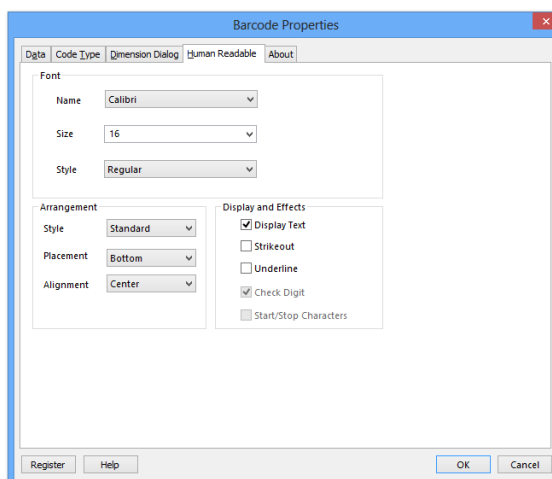 Barcode Properties
Data Code Type Dimension Dialog Human Readable About
Font
Name Calibri
Size 16
Style Regular
Arrangement
Style Standard
Placement Bottom
Alignment Center
Display and Effects
Display Text
Strikeout
Underline
Check Digit
Start/Stop Characters
Register Help OK Cancel